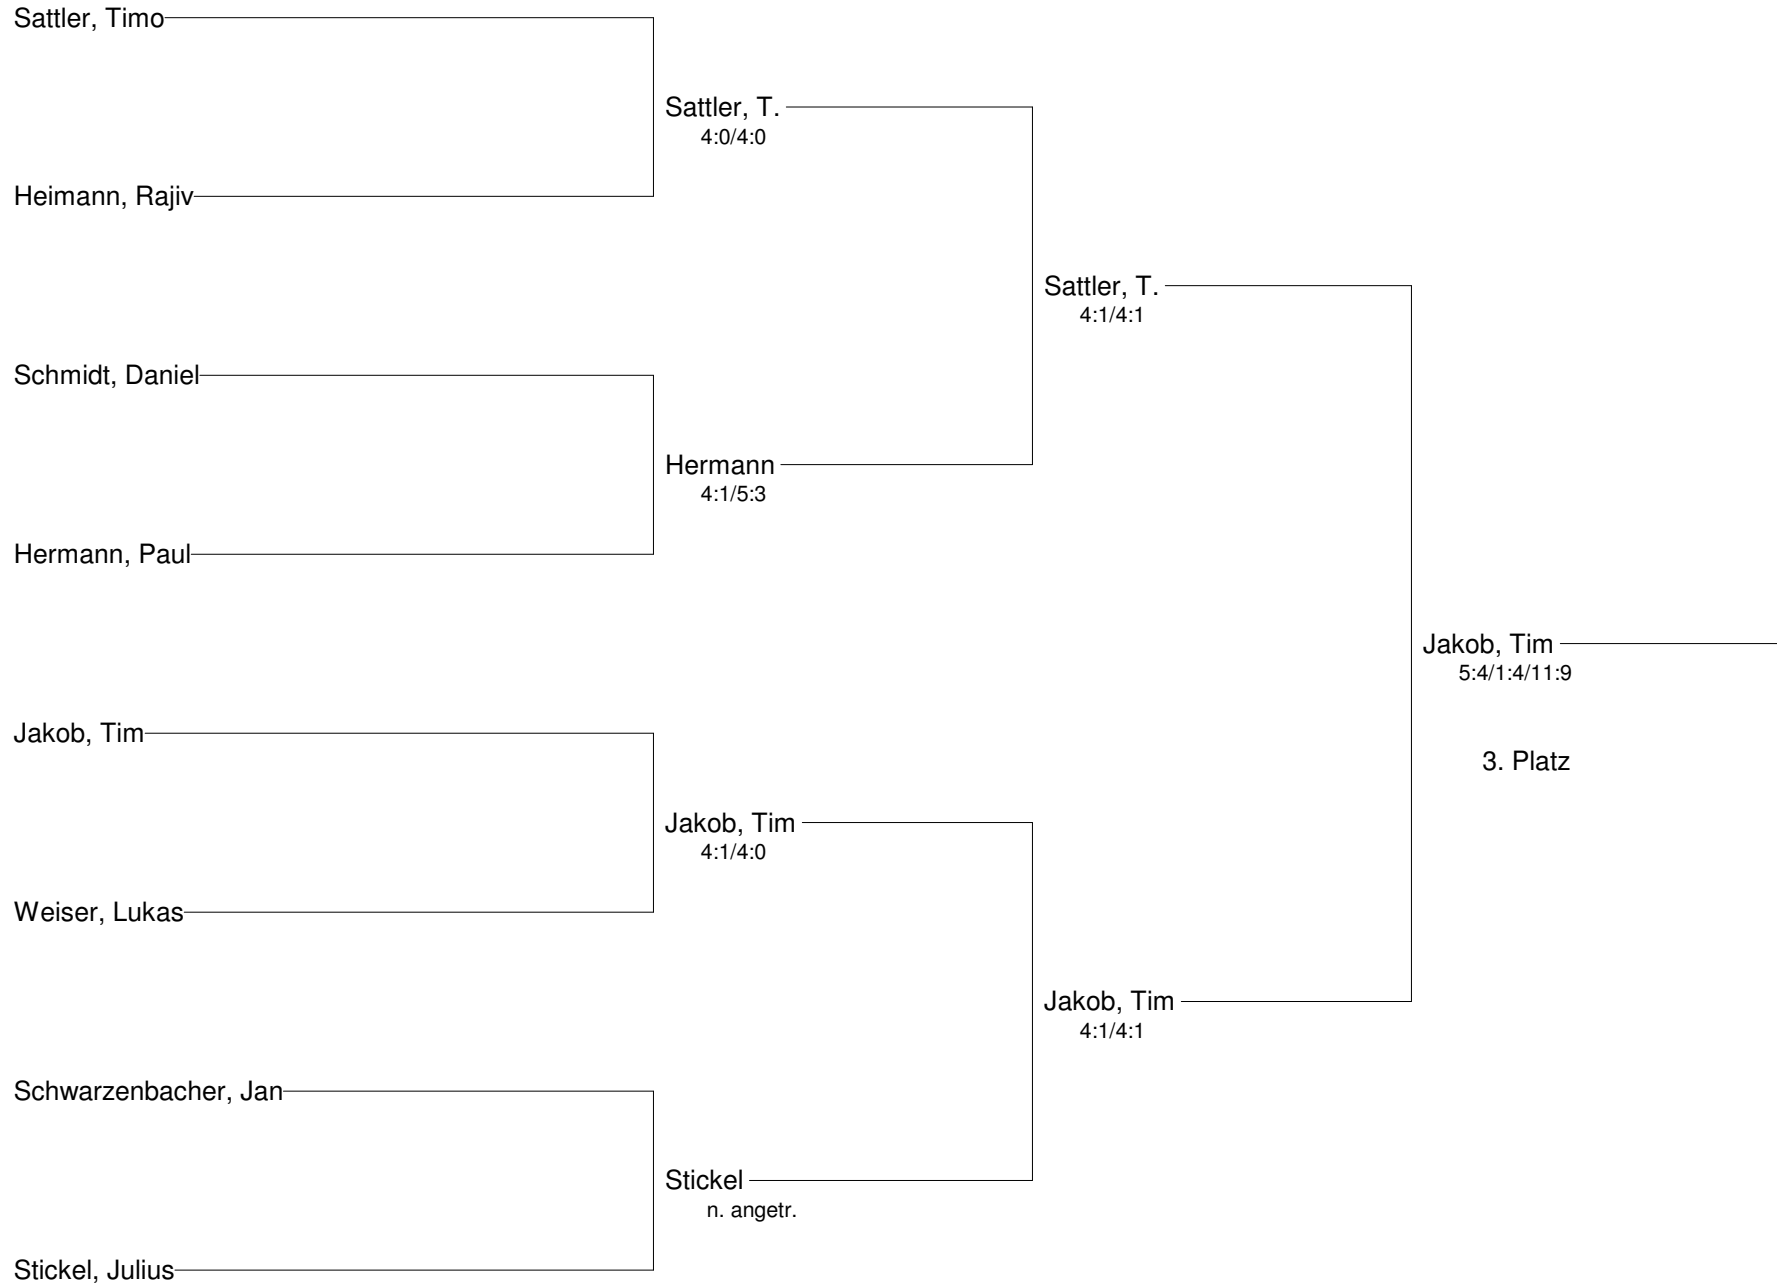 Sattler, Timo
Sattler, T.
4:0/4:0
Heimann, Rajiv
Sattler, T.
4:1/4:1
Schmidt, Daniel
Hermann
4:1/5:3
Hermann, Paul
Jakob, Tim
5:4/1:4/11:9
Jakob, Tim
3. Platz
Jakob, Tim
4:1/4:0
Weiser, Lukas
Jakob, Tim
4:1/4:1
Schwarzenbacher, Jan
Stickel
n. angetr.
Stickel, Julius